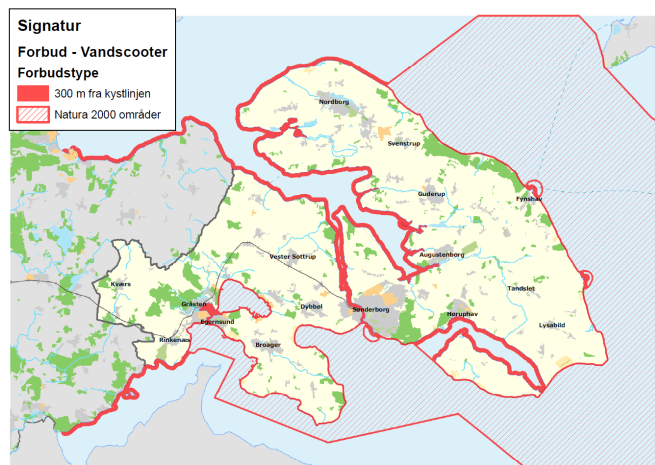 Signatur
Forbud - Vandscooter
Forbudstype
300 m fra kystlinjen
Natura 2000 områder
Nordborg
Svenstrup
Guderup
Fynshav
Augustenborg
Vester Sottrup
Kværs
Tandslet
Gråsten
Dybbøl
Sønderborg
Høruphav
Egernsund
Lysabild
Rinkenæs
Broager